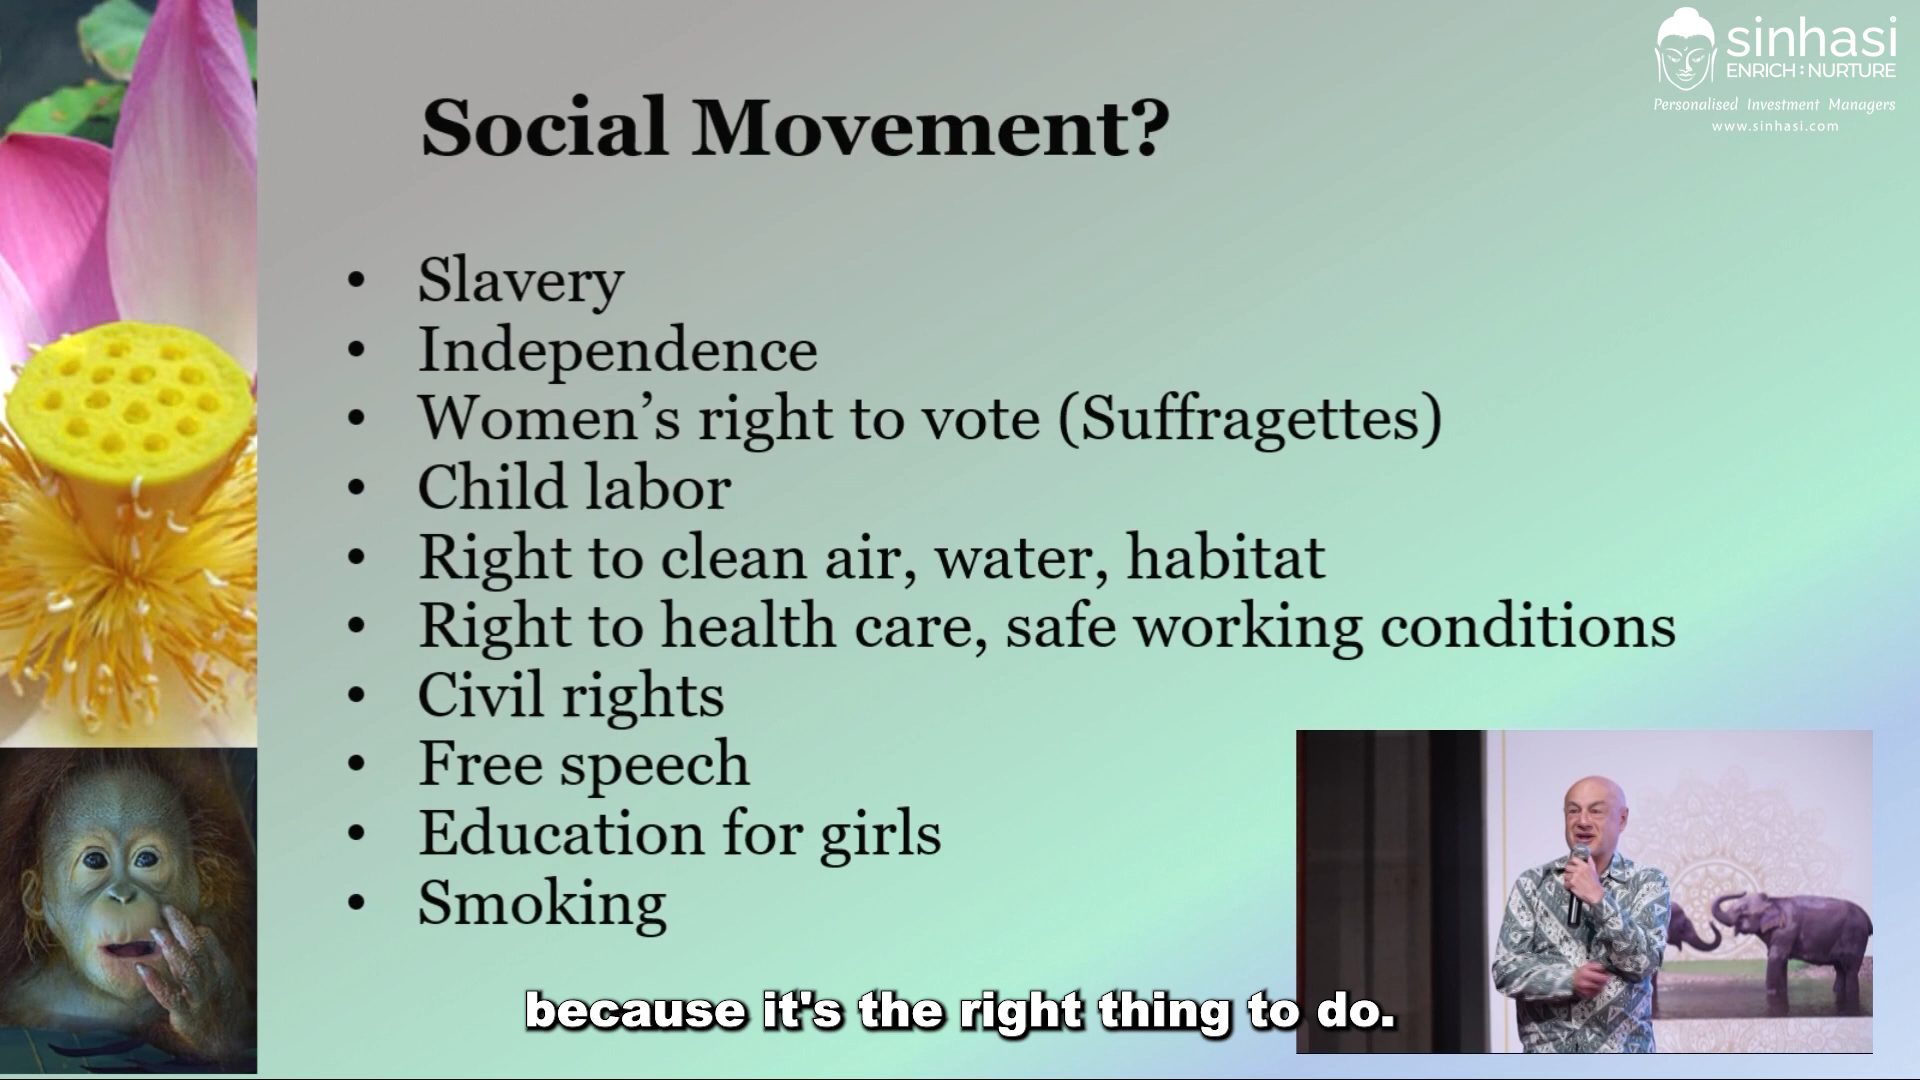 sinhasi
ENRICH : NURTURE
Personalised Investment Managers
www.sinhasi.com
Social Movement?
• Slavery
• Independence
• Women’s right to vote (Suffragettes)
• Child labor
• Right to clean air, water, habitat
• Right to health care, safe working conditions
• Civil rights
• Free speech
• Education for girls
• Smoking
because it's the right thing to do.